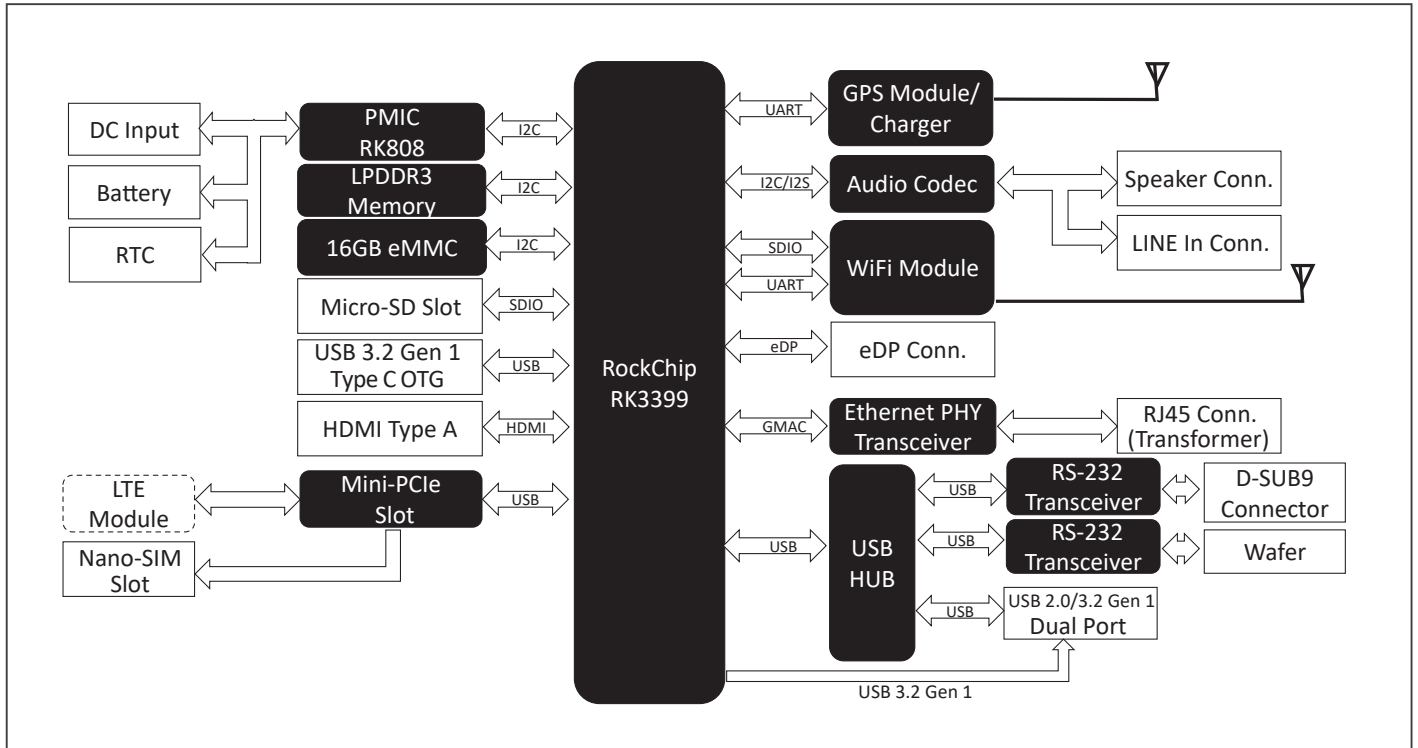 DC Input
Battery
RTC
PMIC
RK808
I2C
LPDDR3
Memory
I2C
16GB eMMC
I2C
Micro-SD Slot
SDIO
USB 3.2 Gen 1
Type C OTG
USB
HDMI Type A
HDMI
LTE
Module
Mini-PCIe
Slot
USB
Nano-SIM
Slot
RockChip
RK3399
UART
GPS Module/
Charger
I2C/I2S
Audio Codec
Speaker Conn.
LINE In Conn.
SDIO
UART
WiFi Module
eDP
eDP Conn.
GMAC
Ethernet PHY
Transceiver
RJ45 Conn.
(Transformer)
USB
USB
HUB
USB
RS-232
Transceiver
D-SUB9
Connector
USB
RS-232
Transceiver
Wafer
USB
USB 2.0/3.2 Gen 1
Dual Port
USB 3.2 Gen 1